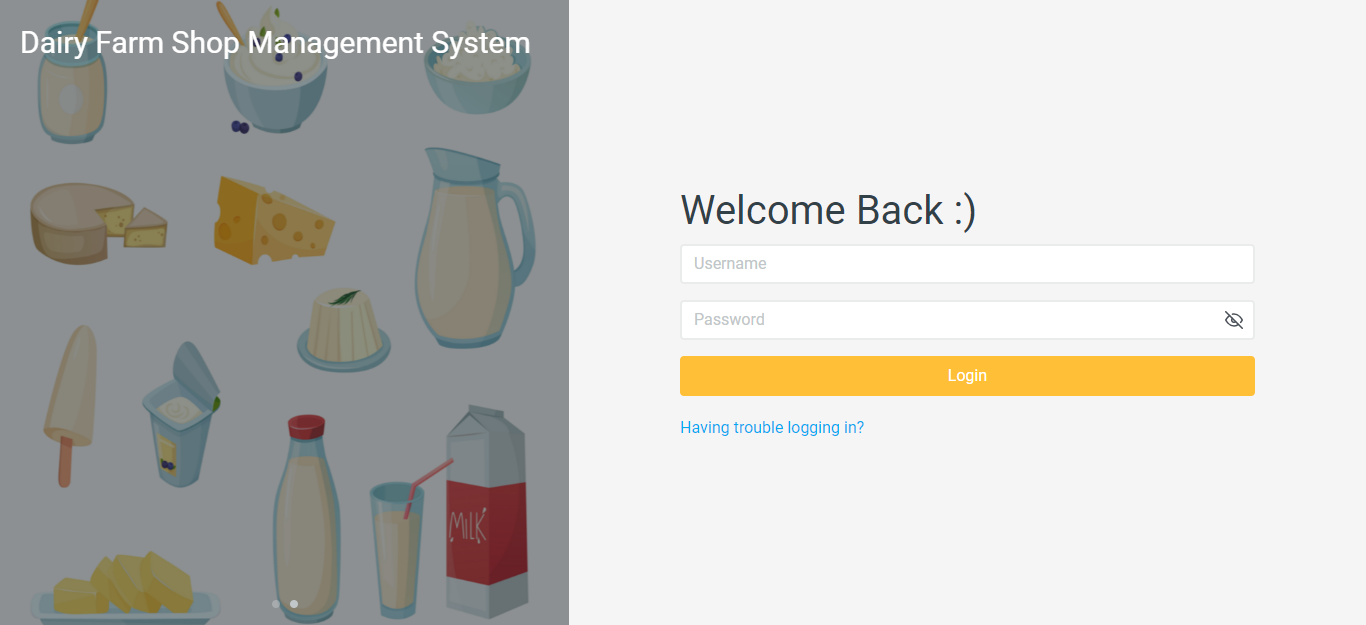 Dairy Farm Shop Management System
Welcome Back :)
Username
Password
Login
Having trouble logging in?
MILK